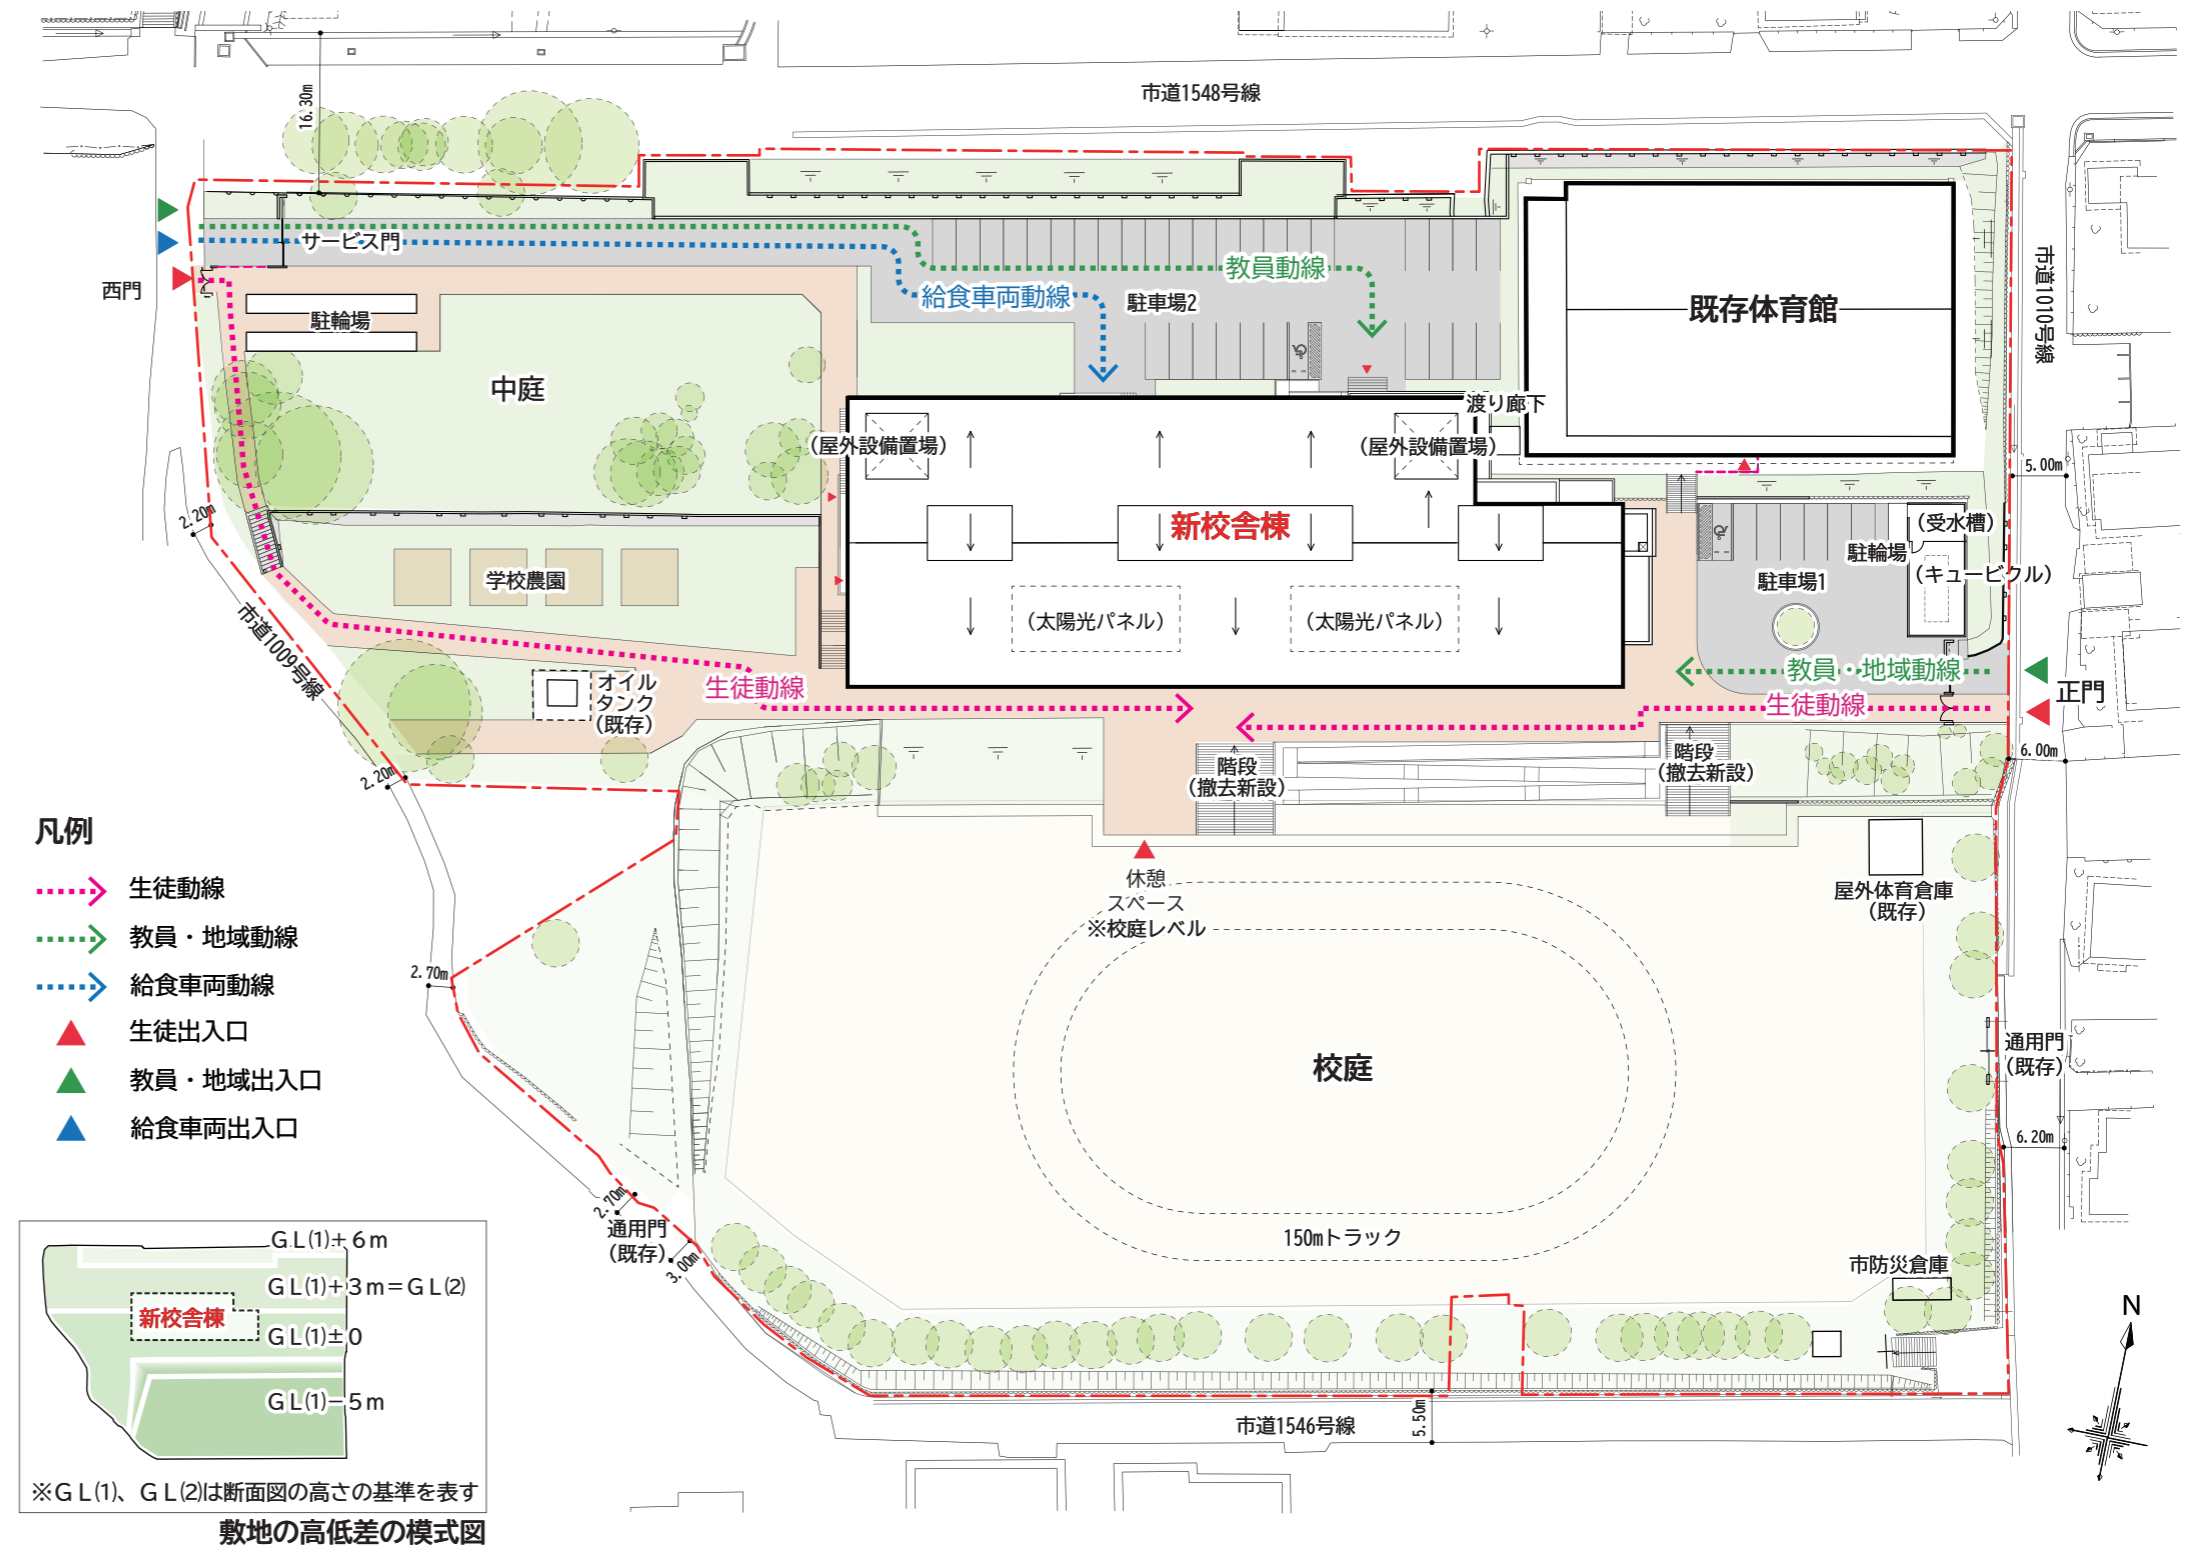 市道1548号線
16.30m
サービス門
西門
駐輪場
教員動線
給食車両動線
駐車場2
既存体育館
市道1010号線
中庭
渡り廊下
（屋外設備置場）
（屋外設備置場）
5.00m
2.20m
新校舎棟
（受水槽）
駐輪場
（キュービクル）
駐車場1
学校農園
（太陽光パネル）
（太陽光パネル）
市道1009号線
教員・地域動線
オイル
タンク
（既存）
生徒動線
生徒動線
正門
6.00m
階段
（撤去新設）
階段
（撤去新設）
2.20m
凡例
生徒動線
教員・地域動線
給食車両動線
生徒出入口
教員・地域出入口
給食車両出入口
休憩
スペース
※校庭レベル
屋外体育倉庫
（既存）
2.70m
校庭
通用門
（既存）
6.20m
2.70m
通用門
（既存）
3.00m
150mトラック
市防災倉庫
N
市道1546号線
5.50m
ＧＬ⑴＋６ｍ
ＧＬ⑴＋３ｍ＝ＧＬ⑵
新校舎棟
ＧＬ⑴±０
ＧＬ⑴－５ｍ
※ＧＬ⑴、ＧＬ⑵は断面図の高さの基準を表す
敷地の高低差の模式図